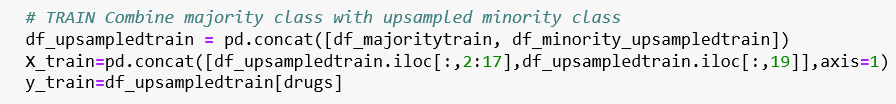 # TRAIN Combine majority class with upsampled minority class
df_upsampledtrain = pd.concat([df_majoritytrain, df_minority_upsampledtrain])
X_train=pd.concat([df_upsampledtrain.iloc[:,2:17],df_upsampledtrain.iloc[:,19]],axis=1)
y_train=df_upsampledtrain[drugs]